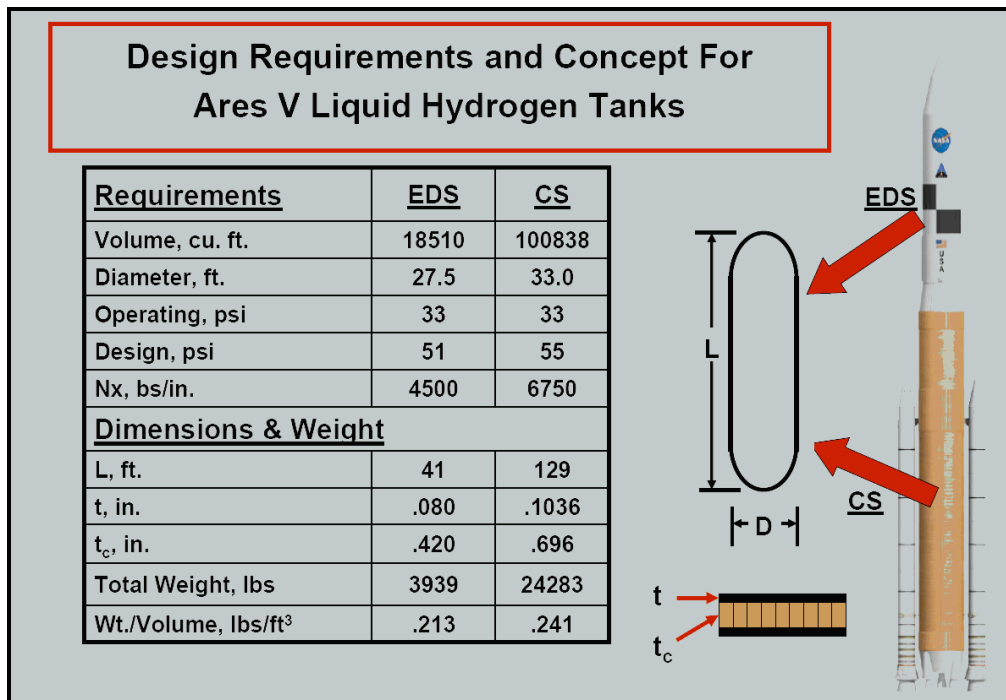 Design Requirements and Concept For
Ares V Liquid Hydrogen Tanks
Requirements EDS CS
Volume, cu. ft. 18510 100838
Diameter, ft. 27.5 33.0
Operating, psi 33 33
Design, psi 51 55
Nx, bs/in. 4500 6750
Dimensions & Weight
L, ft. 41 129
t, in. .080 .1036
tc, in. .420 .696
Total Weight, lbs 3939 24283
Wt./Volume, lbs/ft³ .213 .241
L
D
t
tc
EDS
CS
NASA
USA